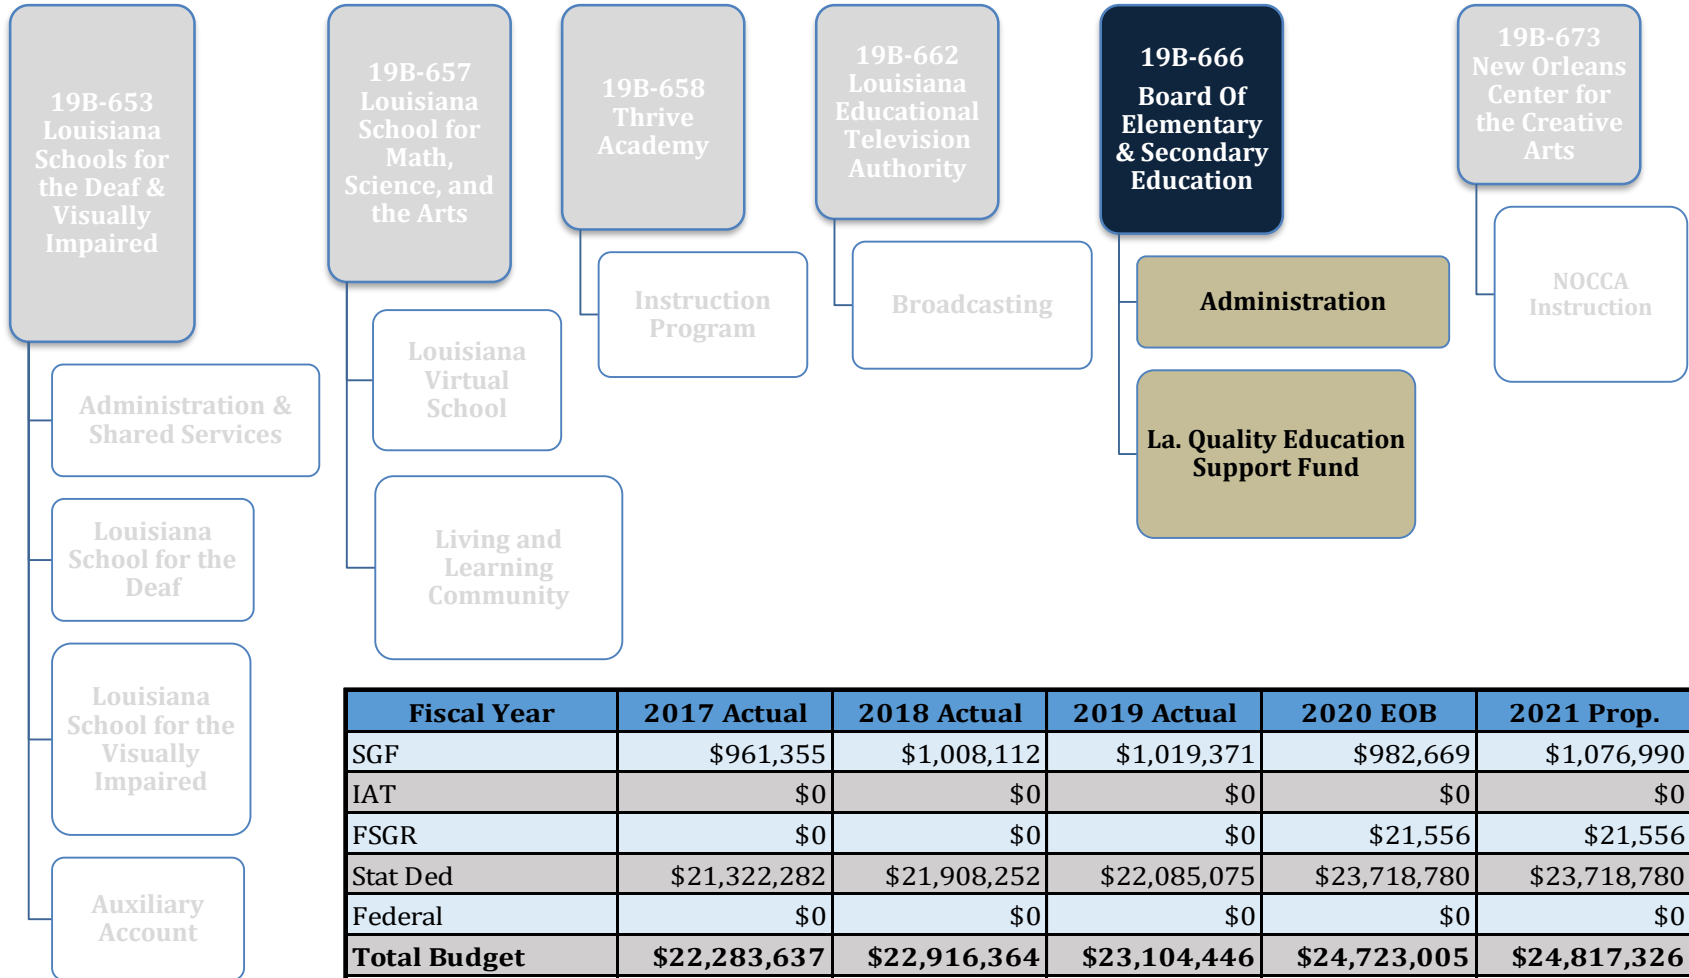 19B-653
Louisiana
Schools for
the Deaf &
Visually
Impaired
Administration &
Shared Services
Louisiana
School for the
Deaf
Louisiana
School for the
Visually
Impaired
Auxiliary
Account
19B-657
Louisiana
School for
Math,
Science, and
the Arts
Louisiana
Virtual
School
Living and
Learning
Community
19B-658
Thrive
Academy
Instruction
Program
19B-662
Louisiana
Educational
Television
Authority
Broadcasting
19B-666
Board Of
Elementary
& Secondary
Education
Administration
La. Quality Education
Support Fund
19B-673
New Orleans
Center for
the Creative
Arts
NOCCA
Instruction
Fiscal Year 2017 Actual 2018 Actual 2019 Actual 2020 EOB 2021 Prop.
SGF $961,355 $1,008,112 $1,019,371 $982,669 $1,076,990
IAT $0 $0 $0 $0 $0
FSGR $0 $0 $0 $21,556 $21,556
Stat Ded $21,322,282 $21,908,252 $22,085,075 $23,718,780 $23,718,780
Federal $0 $0 $0 $0 $0
Total Budget $22,283,637 $22,916,364 $23,104,446 $24,723,005 $24,817,326